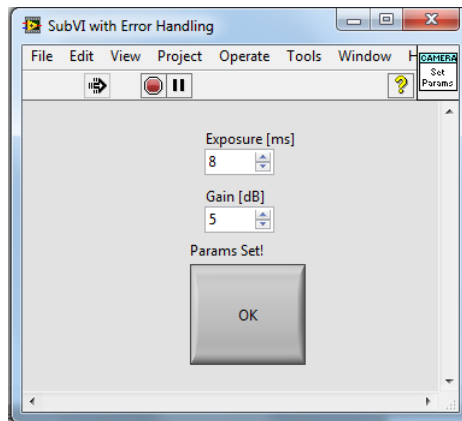 SubVI with Error Handling
File Edit View Project Operate Tools Window H
CAMERA
Set
Params
?
Exposure [ms]
8
Gain [dB]
5
Params Set!
OK